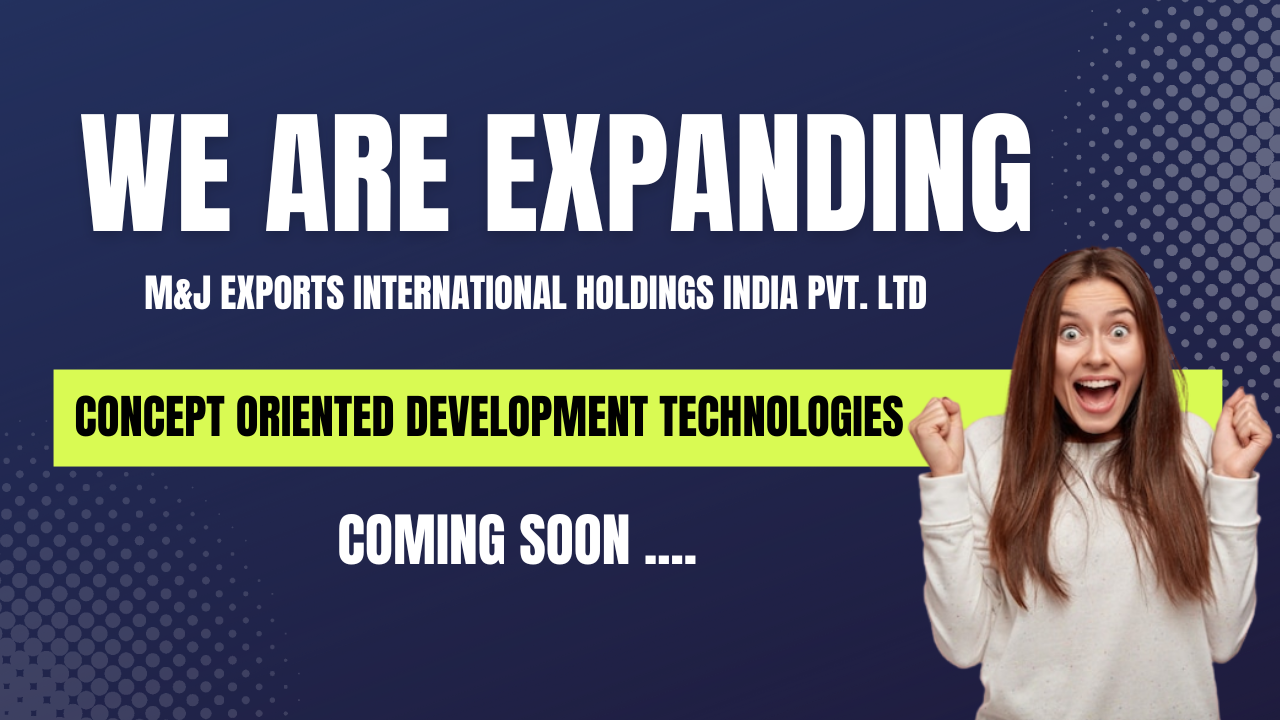 WE ARE EXPANDING
M&J EXPORTS INTERNATIONAL HOLDINGS INDIA PVT. LTD
CONCEPT ORIENTED DEVELOPMENT TECHNOLOGIES
COMING SOON ....